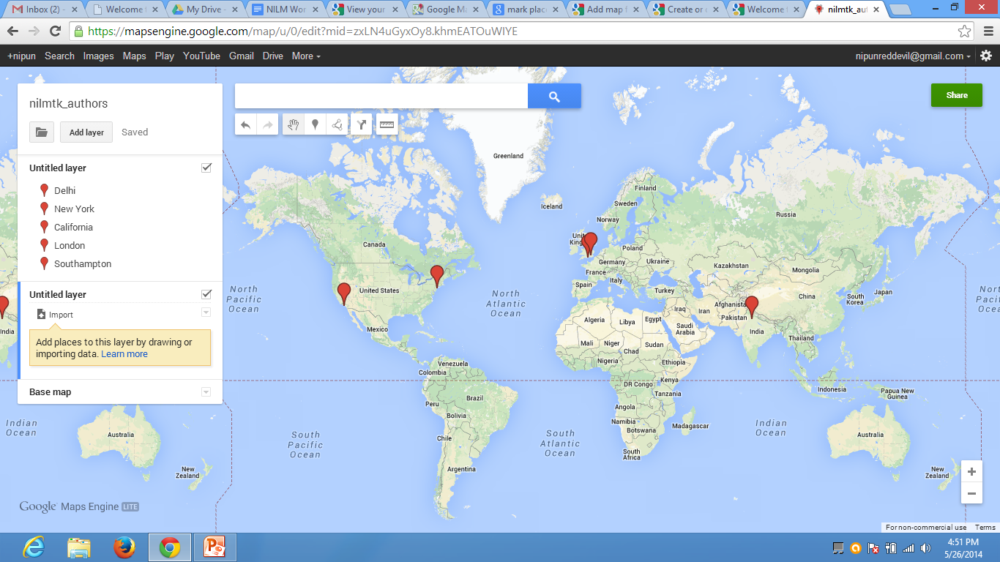 Inbox (2) -
Welcome
My Drive -
NILM Wor
View your
Google M
mark plac
Add map f
Create or
Welcome
nilmtk_aut
https://mapsengine.google.com/map/u/0/edit?mid=zxLN4uGyxOy8.khmEATOuWIYE
+nipun Search Images Maps Play YouTube Gmail Drive More
nipunreddevil@gmail.com
nilmtk_authors
Add layer
Saved
Share
Untitled layer
Delhi
New York
California
London
Southampton
Untitled layer
Import
Add places to this layer by drawing or
importing data. Learn more
Base map
Greenland
Iceland
Finland
Sweden
Norway
Russia
Canada
Poland
Germany
Ukraine
France
Kazakhstan
Mongolia
Spain
Italy
Turkey
United States
North
Pacific
Ocean
North
Atlantic
Ocean
China
South
Korea
Japan
Afghanistan
Iraq
Iran
Pakistan
India
India
Algeria
Libya
Egypt
Saudi
Arabia
Mexico
Mali
Niger
Chad
Sudan
Thailand
Nigeria
Ethiopia
Venezuela
Colombia
DR Congo
Kenya
Tanzania
Indonesia
Papua New
Guinea
Brazil
Peru
Bolivia
Angola
Namibia
Botswana
Madagascar
Indian
Ocean
Indian
Ocean
Australia
Australia
South
Pacific
Ocean
South
Atlantic
Ocean
Chile
South
Africa
Argentina
New
Zealand
New
Zealand
Google Maps Engine LITE
For non-commercial use Terms
4:51 PM
5/26/2014